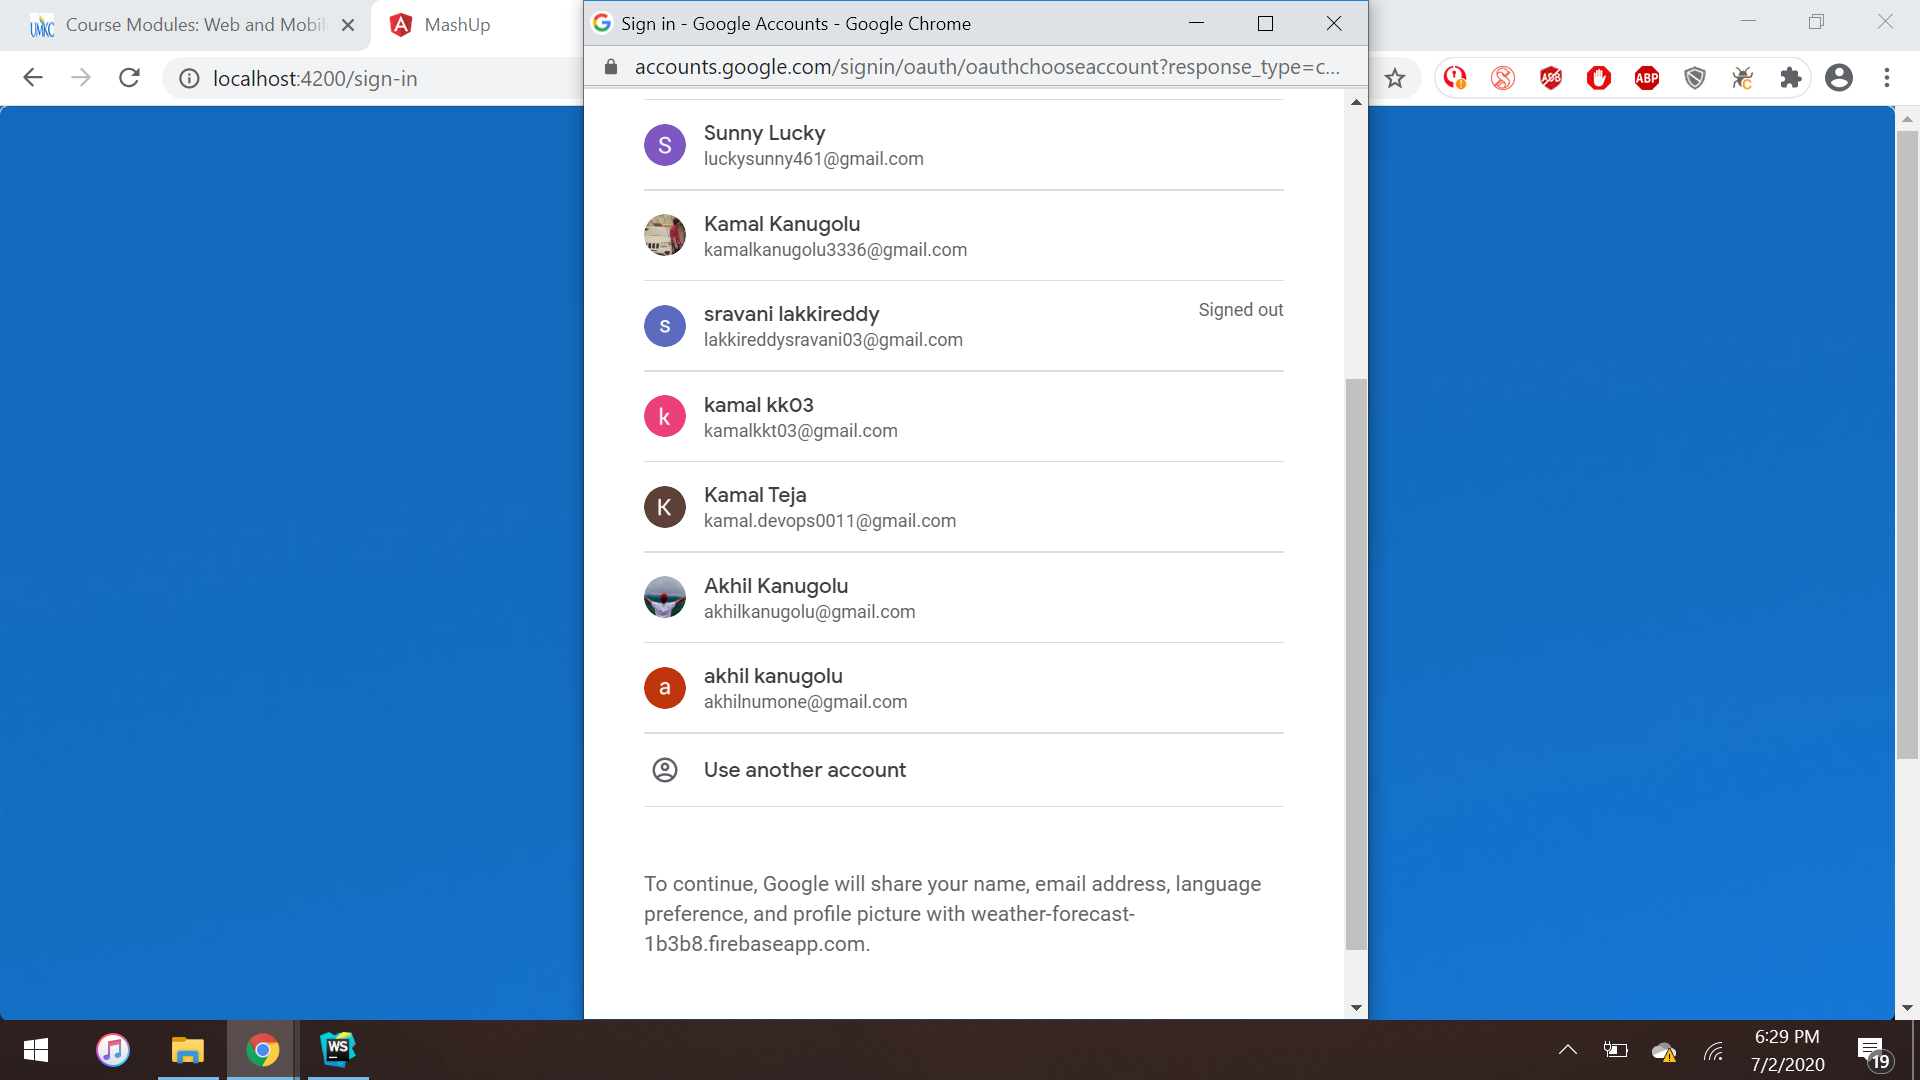 UMKC Course Modules: Web and Mobil
MashUp
Sign in - Google Accounts - Google Chrome
localhost:4200/sign-in
accounts.google.com/signin/oauth/oauthchooseaccount?response_type=c...
ABP
S Sunny Lucky
luckysunny461@gmail.com
Kamal Kanugolu
kamalkanugolu3336@gmail.com
s sravani lakkireddy Signed out
lakkireddysravani03@gmail.com
k kamal kk03
kamalkkt03@gmail.com
K Kamal Teja
kamal.devops0011@gmail.com
Akhil Kanugolu
akhilkanugolu@gmail.com
a akhil kanugolu
akhilnumone@gmail.com
Use another account
To continue, Google will share your name, email address, language
preference, and profile picture with weather-forecast-
1b3b8.firebaseapp.com.
WS
6:29 PM
7/2/2020
19